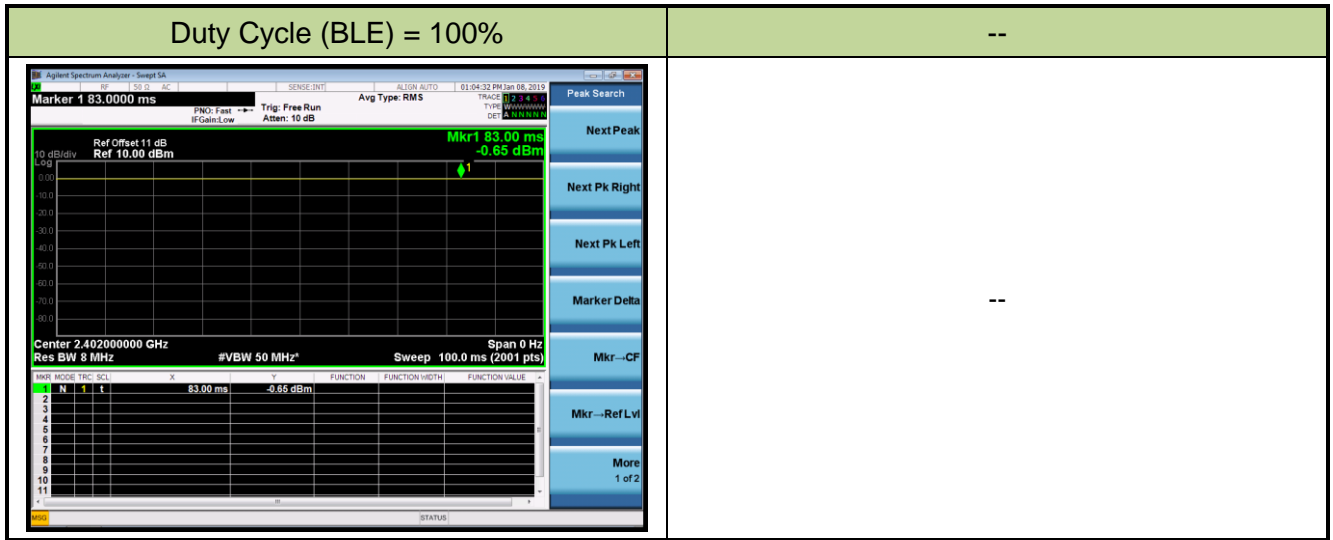 Duty Cycle (BLE) = 100%
--
Agilent Spectrum Analyzer - Swept SA
RF 50 Ω AC SENSE:INT ALIGN AUTO 01:04:32 PM Jan 08, 2019
Marker 1 83.0000 ms
PNO: Fast
IFGain:Low
Trig: Free Run
Atten: 10 dB
Avg Type: RMS
TRACE 1 2 3 4 5 6
TYPE WWWWWW
DET A N N N N N
Peak Search
Next Peak
Next Pk Right
Next Pk Left
Marker Delta
Mkr→CF
Mkr→Ref Lvl
More
1 of 2
Mkr1 83.00 ms
-0.65 dBm
Ref Offset 11 dB
10 dB/div Ref 10.00 dBm
Log
1
0.00
-10.0
-20.0
-30.0
-40.0
-50.0
-60.0
-70.0
-80.0
Center 2.402000000 GHz Span 0 Hz
Res BW 8 MHz #VBW 50 MHz* Sweep 100.0 ms (2001 pts)
MKR MODE TRC SCL X Y FUNCTION FUNCTION WIDTH FUNCTION VALUE
1 N 1 t 83.00 ms -0.65 dBm
2
3
4
5
6
7
8
9
10
11
MSG STATUS
--